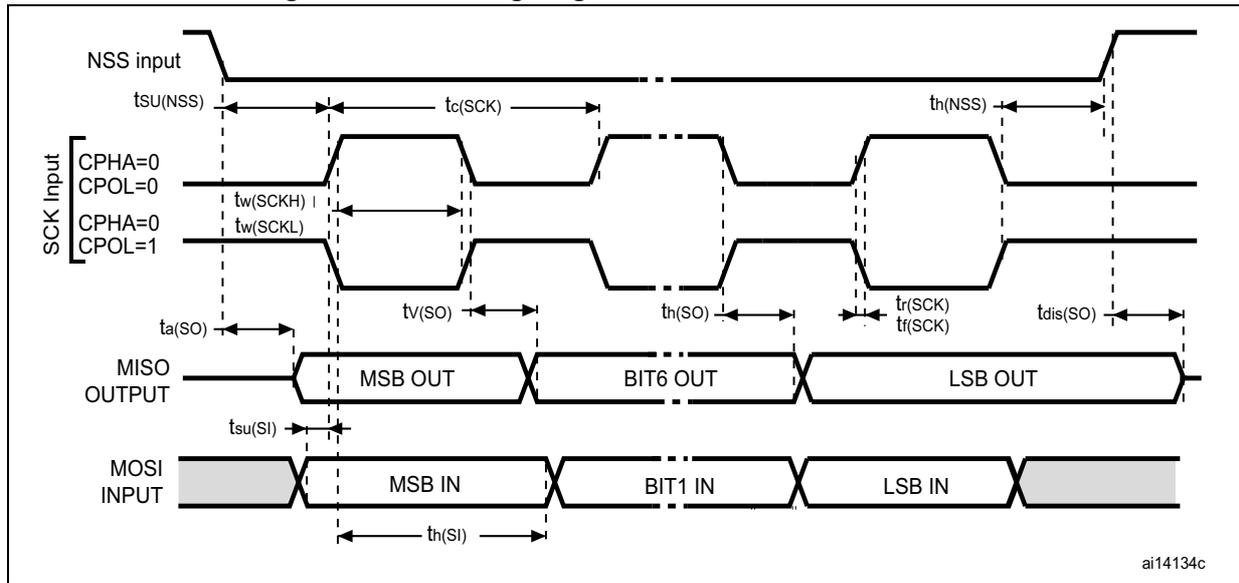 NSS input
tSU(NSS)
tc(SCK)
th(NSS)
SCK Input
CPHA=0
CPOL=0
tw(SCKH)
CPHA=0
tw(SCKL)
CPOL=1
tV(SO)
th(SO)
tr(SCK)
tf(SCK)
ta(SO)
tdis(SO)
MISO
OUTPUT
MSB OUT
BIT6 OUT
LSB OUT
tsu(SI)
MOSI
INPUT
MSB IN
BIT1 IN
LSB IN
th(SI)
ai14134c